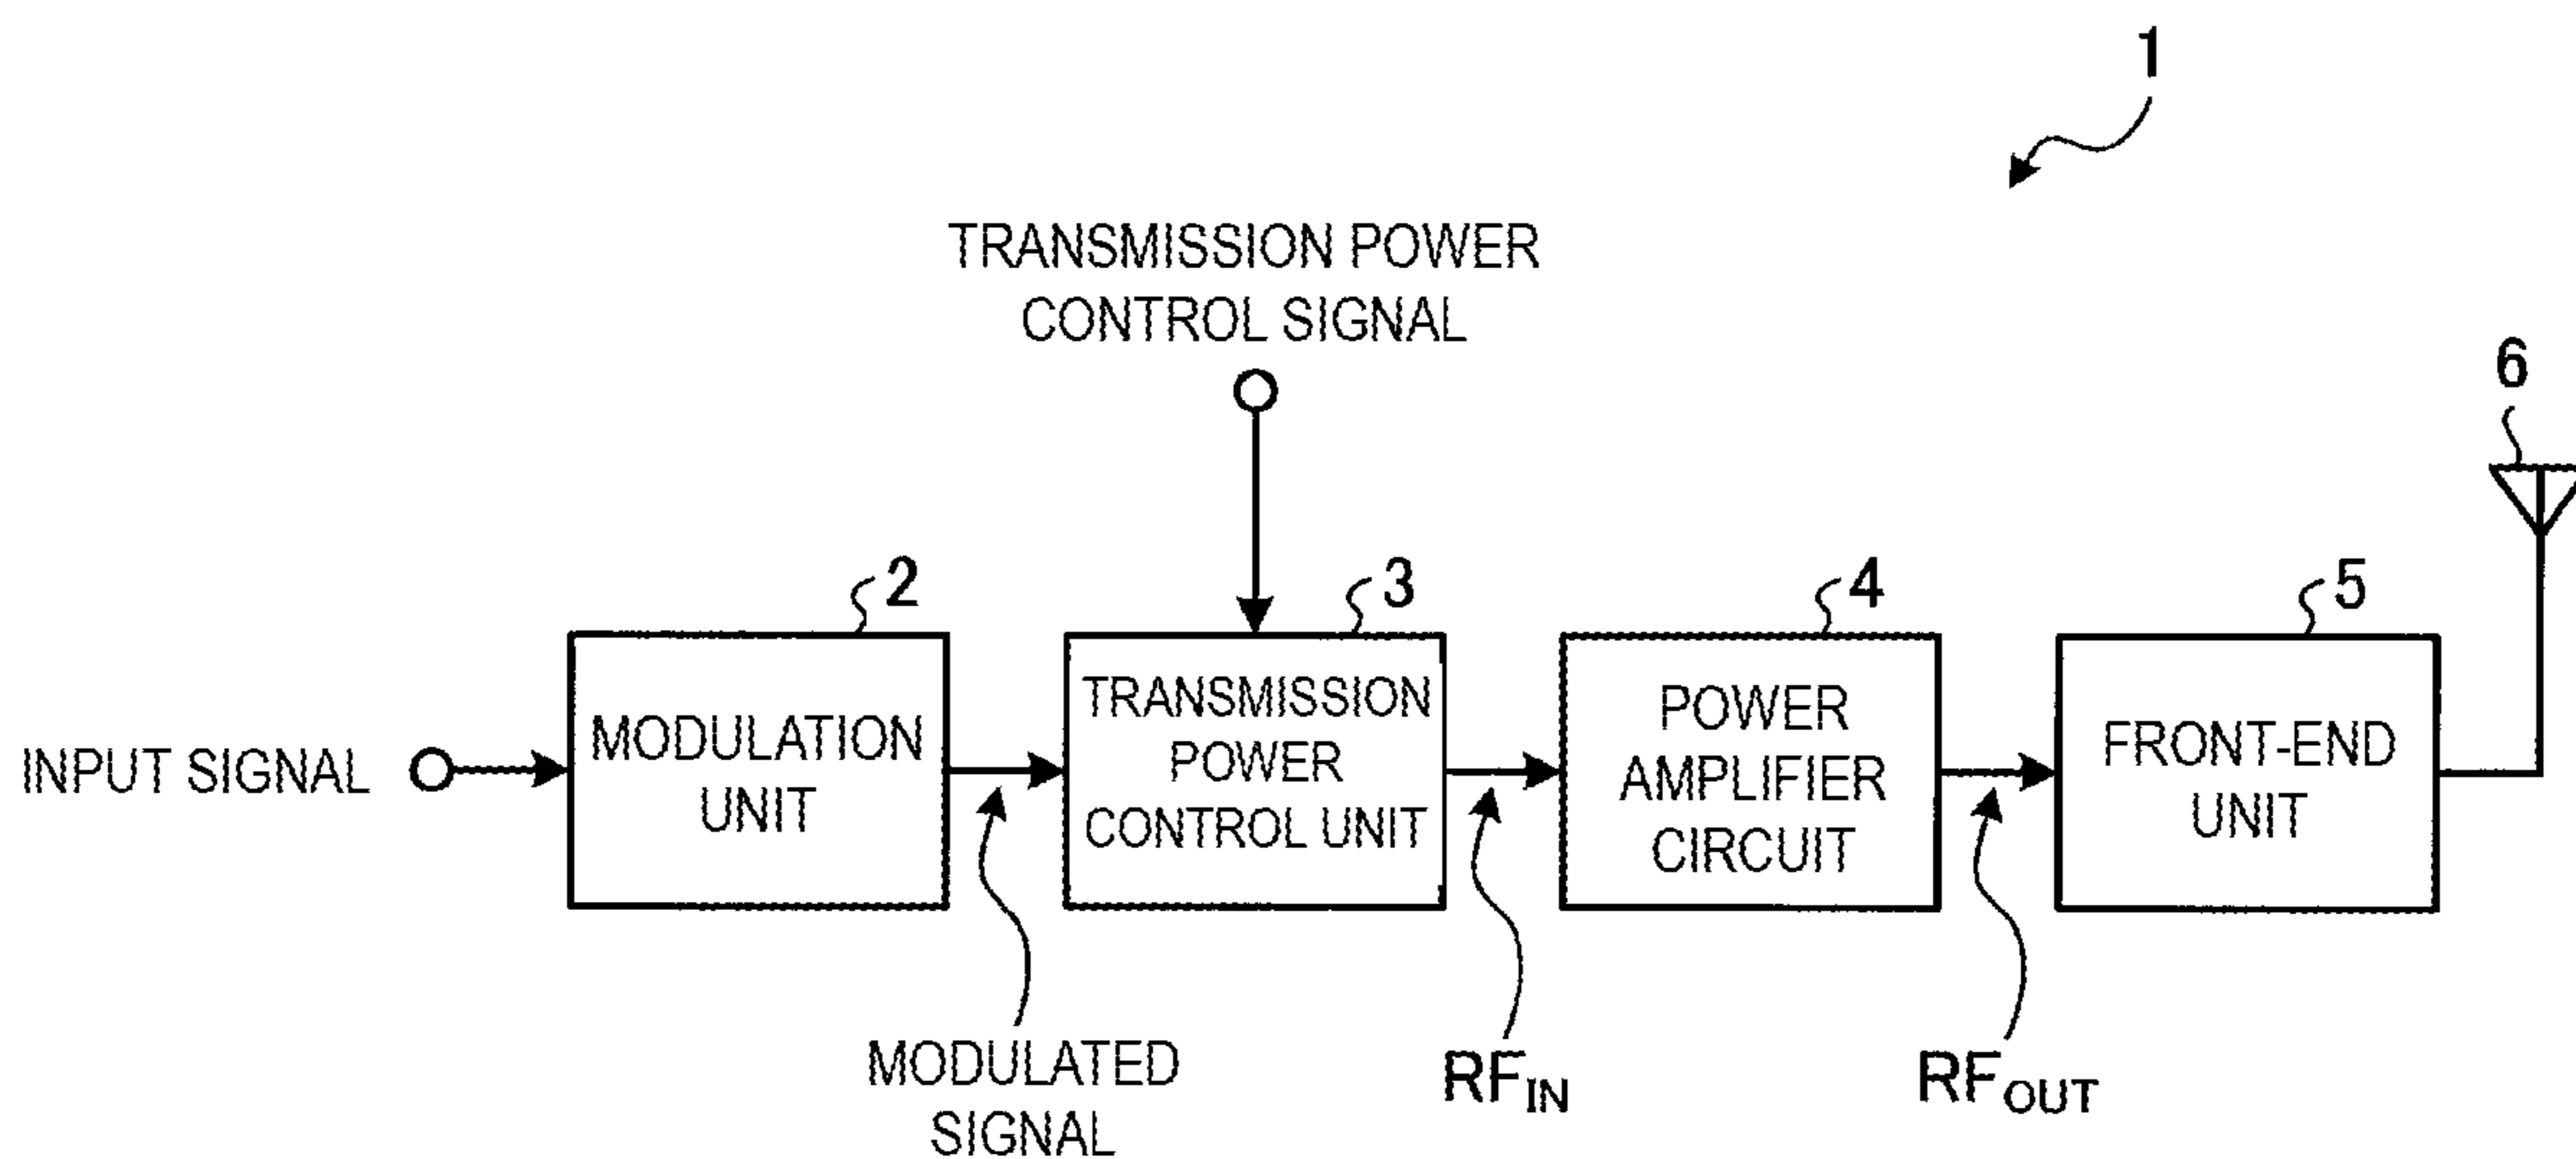 1
TRANSMISSION POWER
CONTROL SIGNAL
6
2
3
4
5
INPUT SIGNAL
MODULATION
UNIT
TRANSMISSION
POWER
CONTROL UNIT
POWER
AMPLIFIER
CIRCUIT
FRONT-END
UNIT
MODULATED
SIGNAL
RFIN
RFOUT